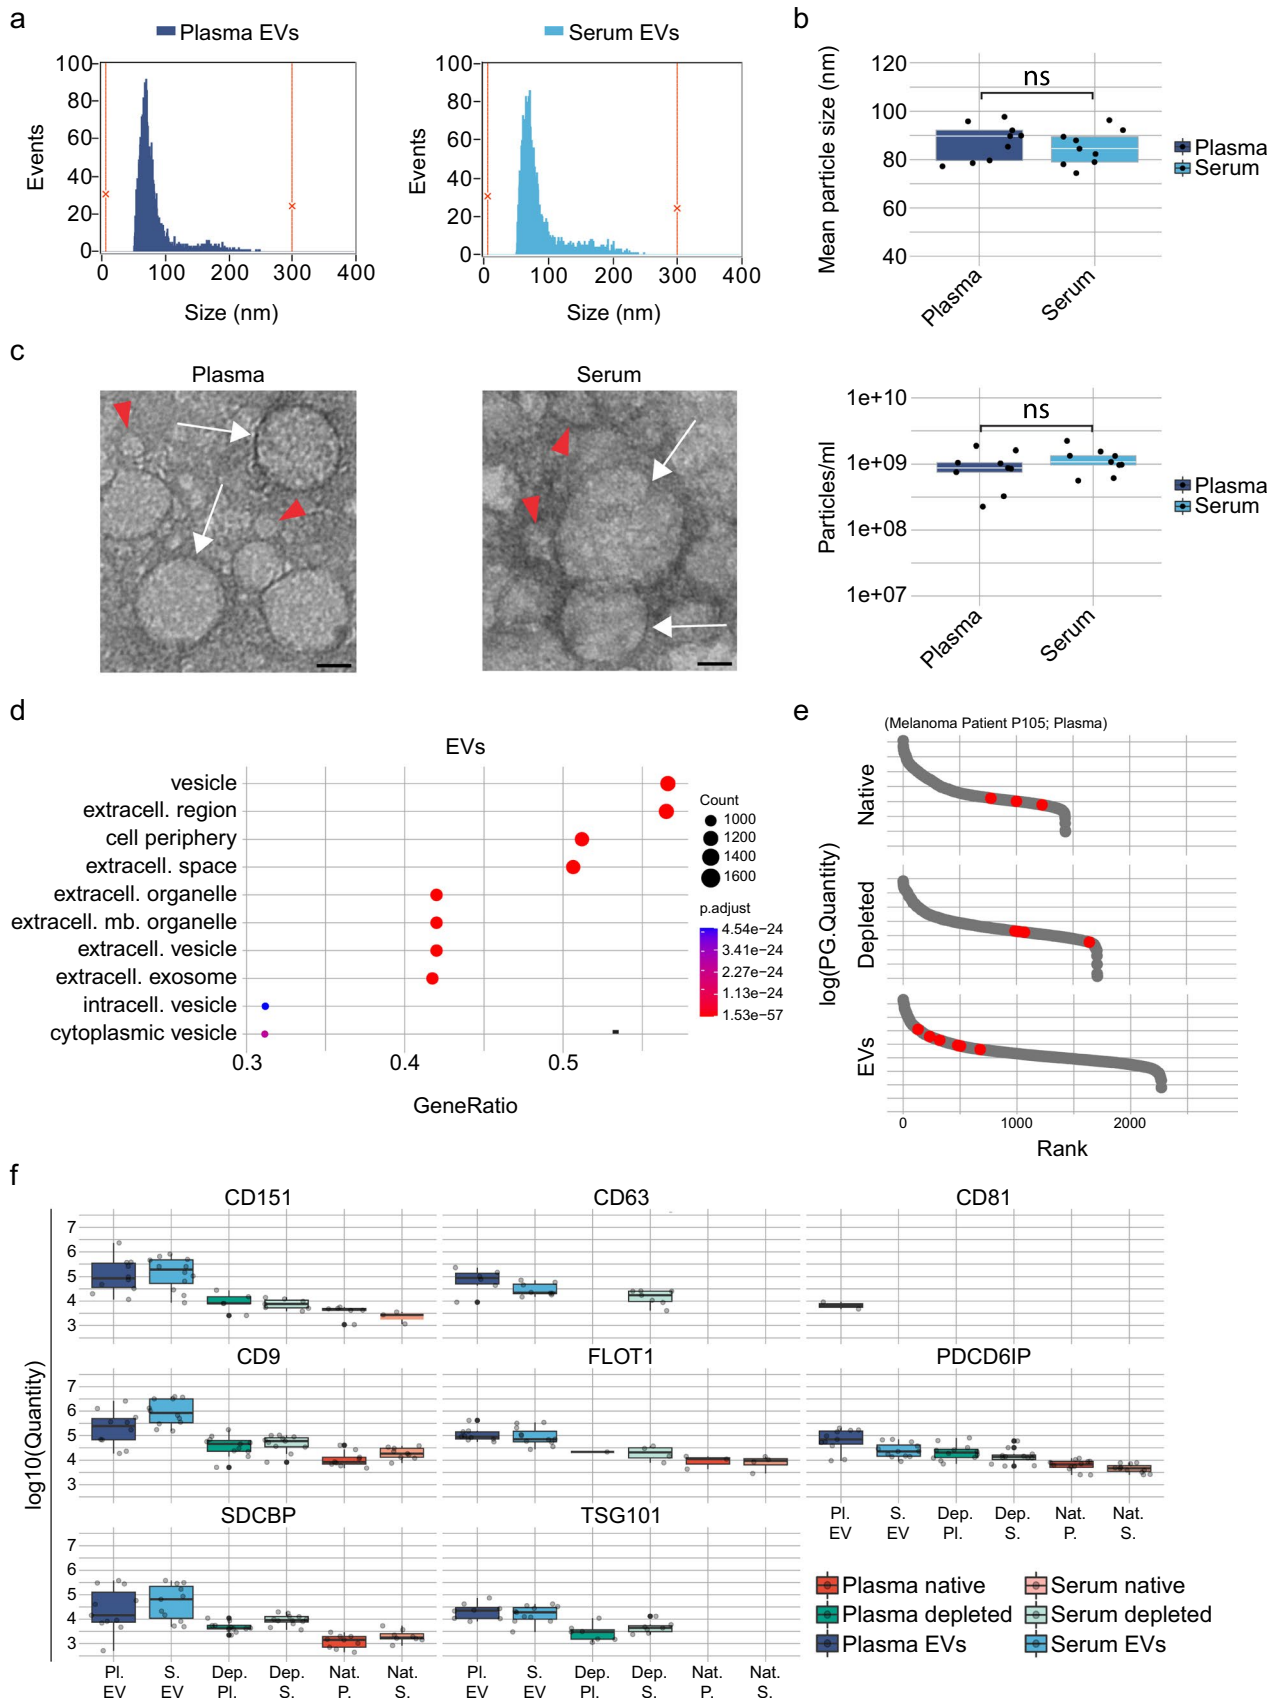 a
Plasma EVs
Serum EVs
100
80
60
40
20
0
Events
0 100 200 300 400
Size (nm)
100
80
60
40
20
0
Events
0 100 200 300 400
Size (nm)
b
Mean particle size (nm)
120
100
80
60
40
ns
Plasma
Serum
Plasma
Serum
c
Plasma
Serum
Particles/ml
1e+10
1e+09
1e+08
1e+07
ns
Plasma
Serum
Plasma
Serum
d
EVs
vesicle
extracell. region
cell periphery
extracell. space
extracell. organelle
extracell. mb. organelle
extracell. vesicle
extracell. exosome
intracell. vesicle
cytoplasmic vesicle
0.3 0.4 0.5
GeneRatio
Count
1000
1200
1400
1600
p.adjust
4.54e−24
3.41e−24
2.27e−24
1.13e−24
1.53e−57
e
(Melanoma Patient P105; Plasma)
log(PG.Quantity)
Native
Depleted
EVs
0 1000 2000
Rank
f
log10(Quantity)
CD151 CD63 CD81
7
6
5
4
3
CD9 FLOT1 PDCD6IP
7
6
5
4
3
Pl. S. Dep. Dep. Nat. Nat.
EV EV Pl. S. P. S.
SDCBP TSG101
7
6
5
4
3
Pl. S. Dep. Dep. Nat. Nat. Pl. S. Dep. Dep. Nat. Nat.
EV EV Pl. S. P. S. EV EV Pl. S. P. S.
Plasma native Serum native
Plasma depleted Serum depleted
Plasma EVs Serum EVs